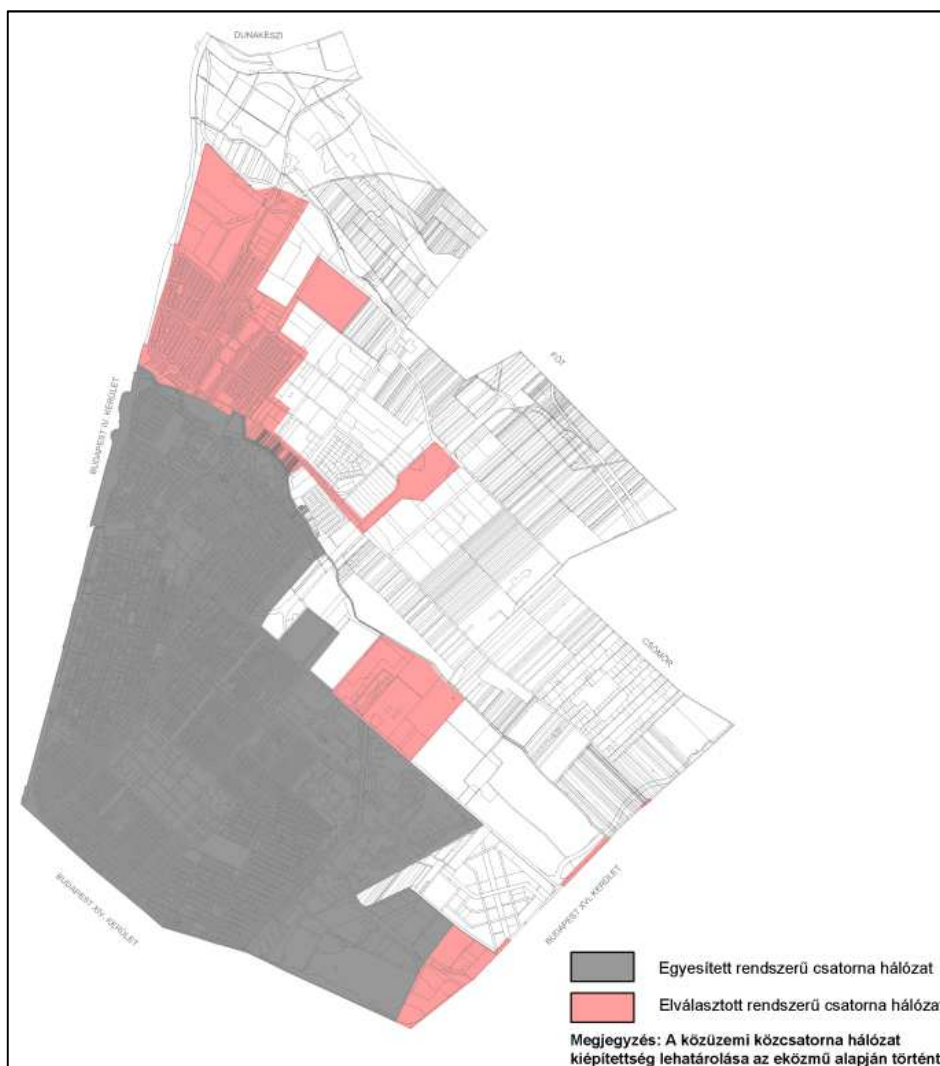 DUNAKESZI
FÓT
BUDAPEST IV. KERÜLET
CSÖMÖR
BUDAPEST XVI. KERÜLET
BUDAPEST XIV. KERÜLET
Egyesített rendszerű csatorna hálózat
Elválasztott rendszerű csatorna hálózat
Megjegyzés: A közüzemi közcsatorna hálózat
kiépítettség lehatárolása az eközmű alapján történt